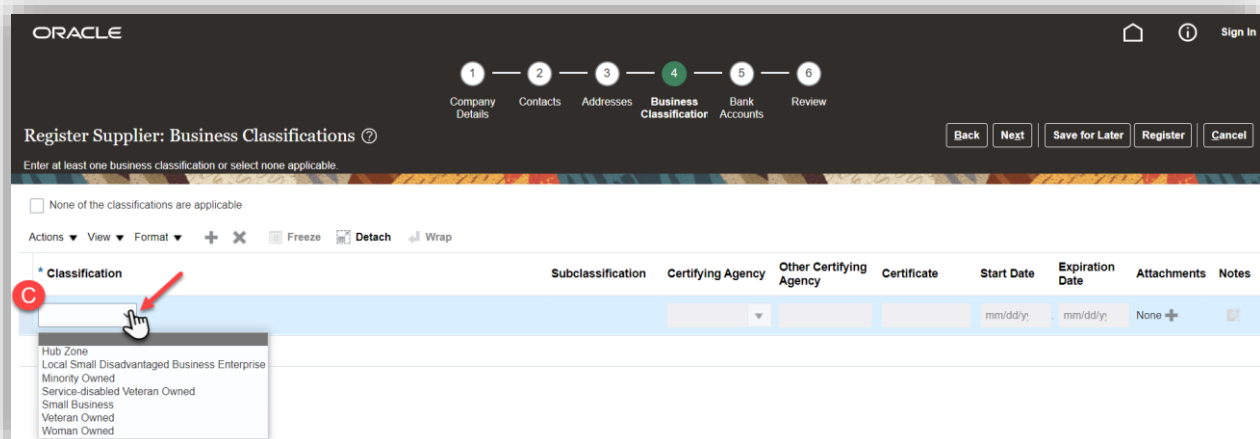 ORACLE
Sign In
1 2 3 4 5 6
Company Details
Contacts
Addresses
Business Classification
Bank Accounts
Review
Register Supplier: Business Classifications ?
Back Next Save for Later Register Cancel
Enter at least one business classification or select none applicable.
None of the classifications are applicable
Actions View Format Freeze Detach Wrap
* Classification Subclassification Certifying Agency Other Certifying Agency Certificate Start Date Expiration Date Attachments Notes
C
mm/dd/y mm/dd/y None
Hub Zone
Local Small Disadvantaged Business Enterprise
Minority Owned
Service-disabled Veteran Owned
Small Business
Veteran Owned
Woman Owned